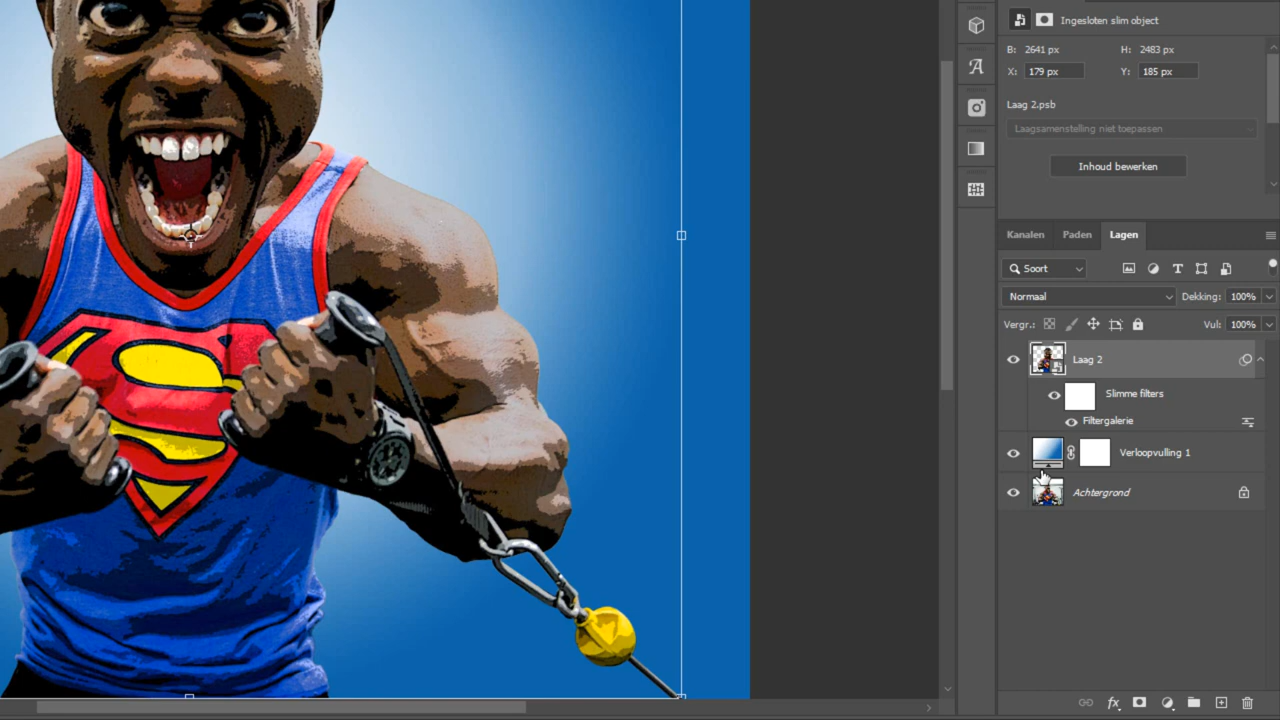 Ingesloten slim object
B: 2641 px H: 2483 px
X: 179 px Y: 185 px
Laag 2.psb
Laagsamenstelling niet toepassen
Inhoud bewerken
Kanalen Paden Lagen
Soort
Normaal Dekking: 100%
Vergr.: Vul: 100%
Laag 2
Slimme filters
Filtergalerie
Verloopvulling 1
Achtergrond
fx